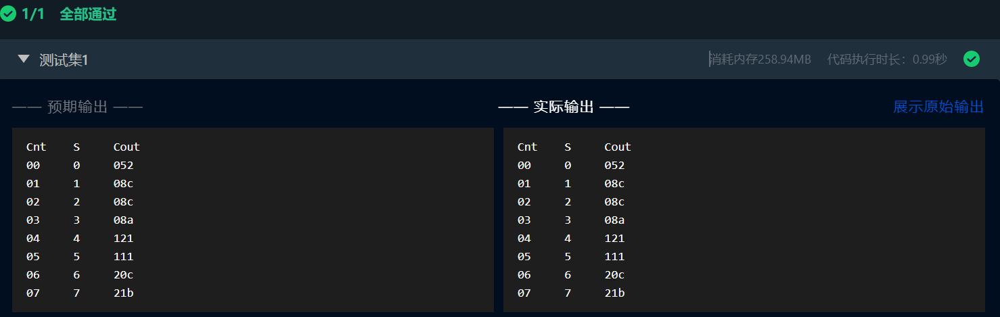 1/1 全部通过
测试集1 消耗内存258.94MB 代码执行时长：0.99秒
—— 预期输出 —— —— 实际输出 —— 展示原始输出
Cnt S Cout Cnt S Cout
00 0 052 00 0 052
01 1 08c 01 1 08c
02 2 08c 02 2 08c
03 3 08a 03 3 08a
04 4 121 04 4 121
05 5 111 05 5 111
06 6 20c 06 6 20c
07 7 21b 07 7 21b